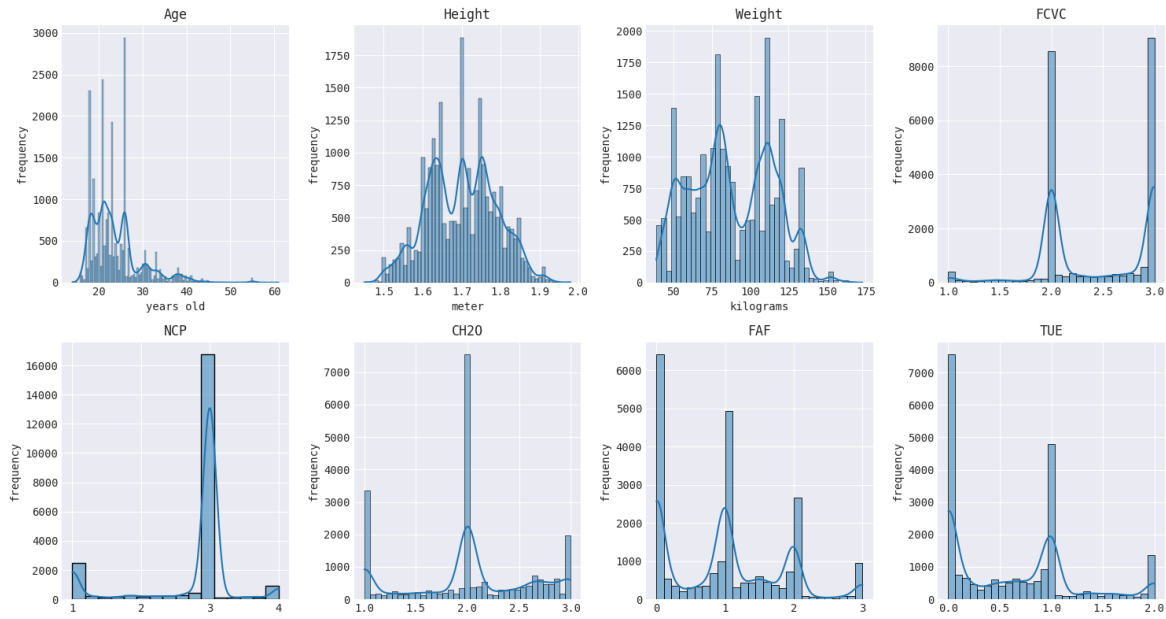 Age
3000
2500
2000
1500
1000
500
0
frequency
20 30 40 50 60
years old
Height
1750
1500
1250
1000
750
500
250
0
frequency
1.5 1.6 1.7 1.8 1.9 2.0
meter
Weight
2000
1750
1500
1250
1000
750
500
250
0
frequency
50 75 100 125 150 175
kilograms
FCVC
8000
6000
4000
2000
0
frequency
1.0 1.5 2.0 2.5 3.0
NCP
16000
14000
12000
10000
8000
6000
4000
2000
0
frequency
1 2 3 4
CH2O
7000
6000
5000
4000
3000
2000
1000
0
frequency
1.0 1.5 2.0 2.5 3.0
FAF
6000
5000
4000
3000
2000
1000
0
frequency
0 1 2 3
TUE
7000
6000
5000
4000
3000
2000
1000
0
frequency
0.0 0.5 1.0 1.5 2.0